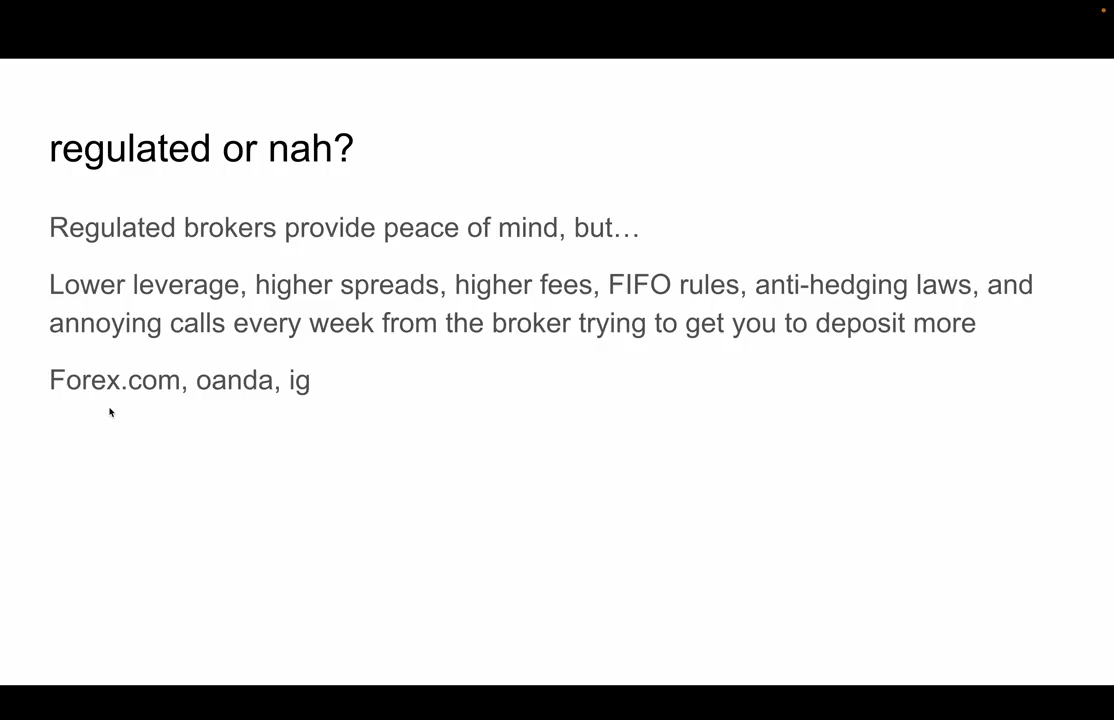 regulated or nah?
Regulated brokers provide peace of mind, but…
Lower leverage, higher spreads, higher fees, FIFO rules, anti-hedging laws, and
annoying calls every week from the broker trying to get you to deposit more
Forex.com, oanda, ig